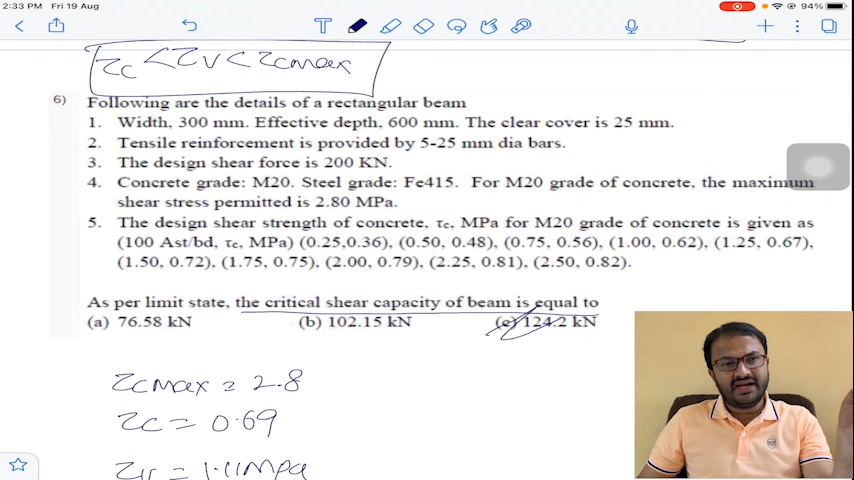 2:33 PM Fri 19 Aug
94%
τc < τv < τcmax
6) Following are the details of a rectangular beam
1. Width, 300 mm. Effective depth, 600 mm. The clear cover is 25 mm.
2. Tensile reinforcement is provided by 5-25 mm dia bars.
3. The design shear force is 200 KN.
4. Concrete grade: M20. Steel grade: Fe415. For M20 grade of concrete, the maximum
shear stress permitted is 2.80 MPa.
5. The design shear strength of concrete, τc, MPa for M20 grade of concrete is given as
(100 Ast/bd, τc, MPa) (0.25,0.36), (0.50, 0.48), (0.75, 0.56), (1.00, 0.62), (1.25, 0.67),
(1.50, 0.72), (1.75, 0.75), (2.00, 0.79), (2.25, 0.81), (2.50, 0.82).
As per limit state, the critical shear capacity of beam is equal to
(a) 76.58 kN (b) 102.15 kN (c) 124.2 kN
τcmax = 2.8
τc = 0.69
τv = 1.11MPa